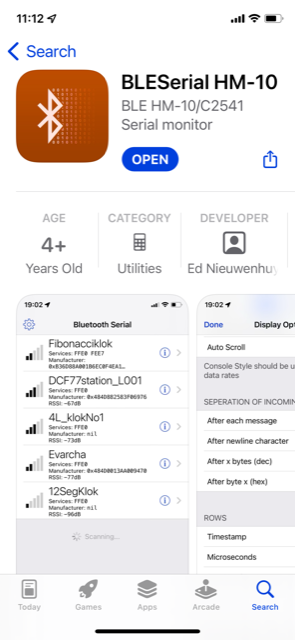 11:12
Search
BLESerial HM-10
BLE HM-10/C2541
Serial monitor
OPEN
AGE
4+
Years Old
CATEGORY
Utilities
DEVELOPER
Ed Nieuwenhuy
19:02
Bluetooth Serial
Fibonacciklok
Services: FFE0 FEE7
Manufacturer:
0xB36D88A001B6EC0F4EA1...
DCF77station_L001
Services: FFE0
Manufacturer: 0x484D882583F06976
RSSI: -67dB
4L_klokNo1
Services: FFE0
Manufacturer: nil
RSSI: -73dB
Evarcha
Services: FFE0
Manufacturer: 0x484D0013AA009470
RSSI: -77dB
12SegKlok
Services: FFE0
Manufacturer: nil
RSSI: -96dB
Scanning...
19:02
Done
Display Opt
Auto Scroll
Console Style should be u
data rates
SEPERATION OF INCOMIN
After each message
After newline character
After x bytes (dec)
After byte x (hex)
ROWS
Timestamp
Microseconds
Today
Games
Apps
Arcade
Search